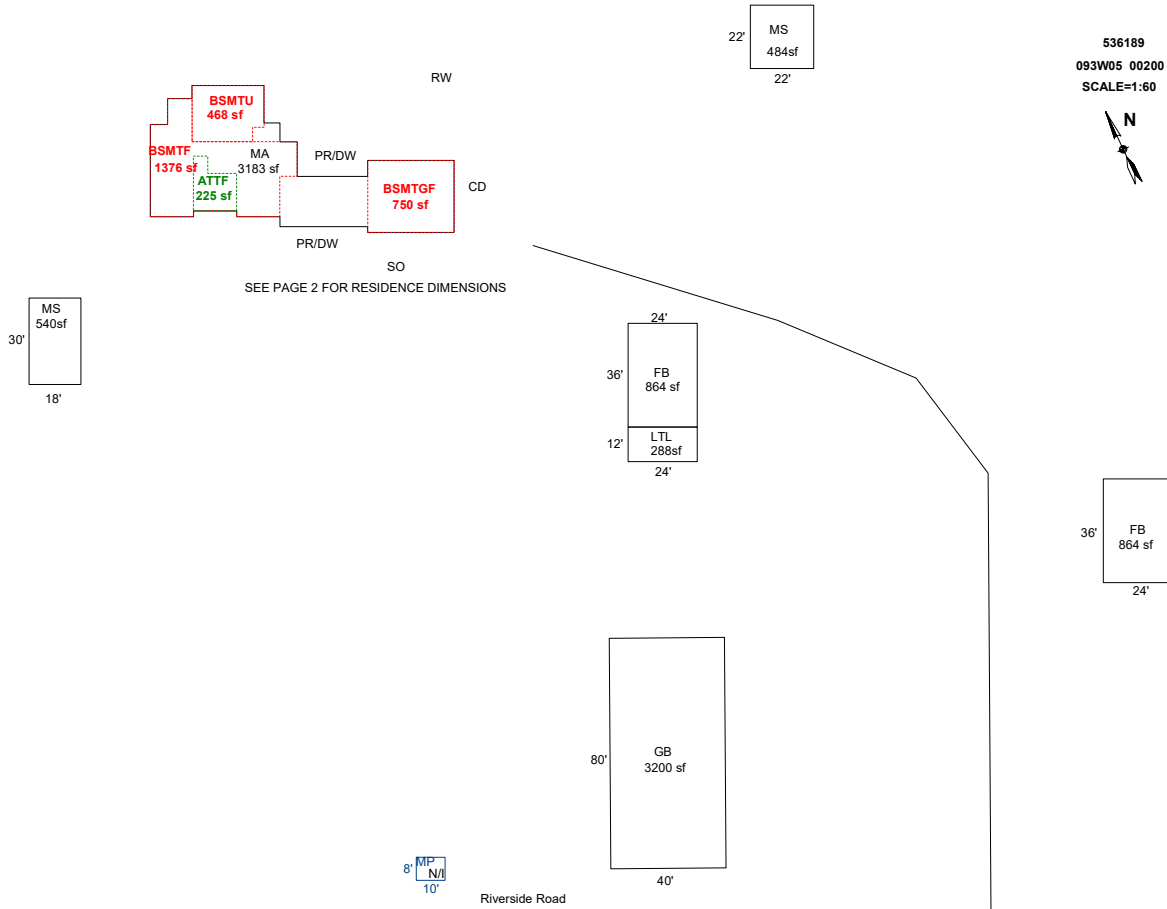 MS
22'
484sf
22'
536189
093W05 00200
SCALE=1:60
N
RW
BSMTU
468 sf
BSMTF
1376 sf
MA
3183 sf
PR/DW
ATTF
225 sf
BSMTGF
750 sf
CD
PR/DW
SO
SEE PAGE 2 FOR RESIDENCE DIMENSIONS
MS
540sf
30'
18'
24'
36'
FB
864 sf
12'
LTL
288sf
24'
36'
FB
864 sf
24'
80'
GB
3200 sf
40'
8'
MP
N/I
10'
Riverside Road